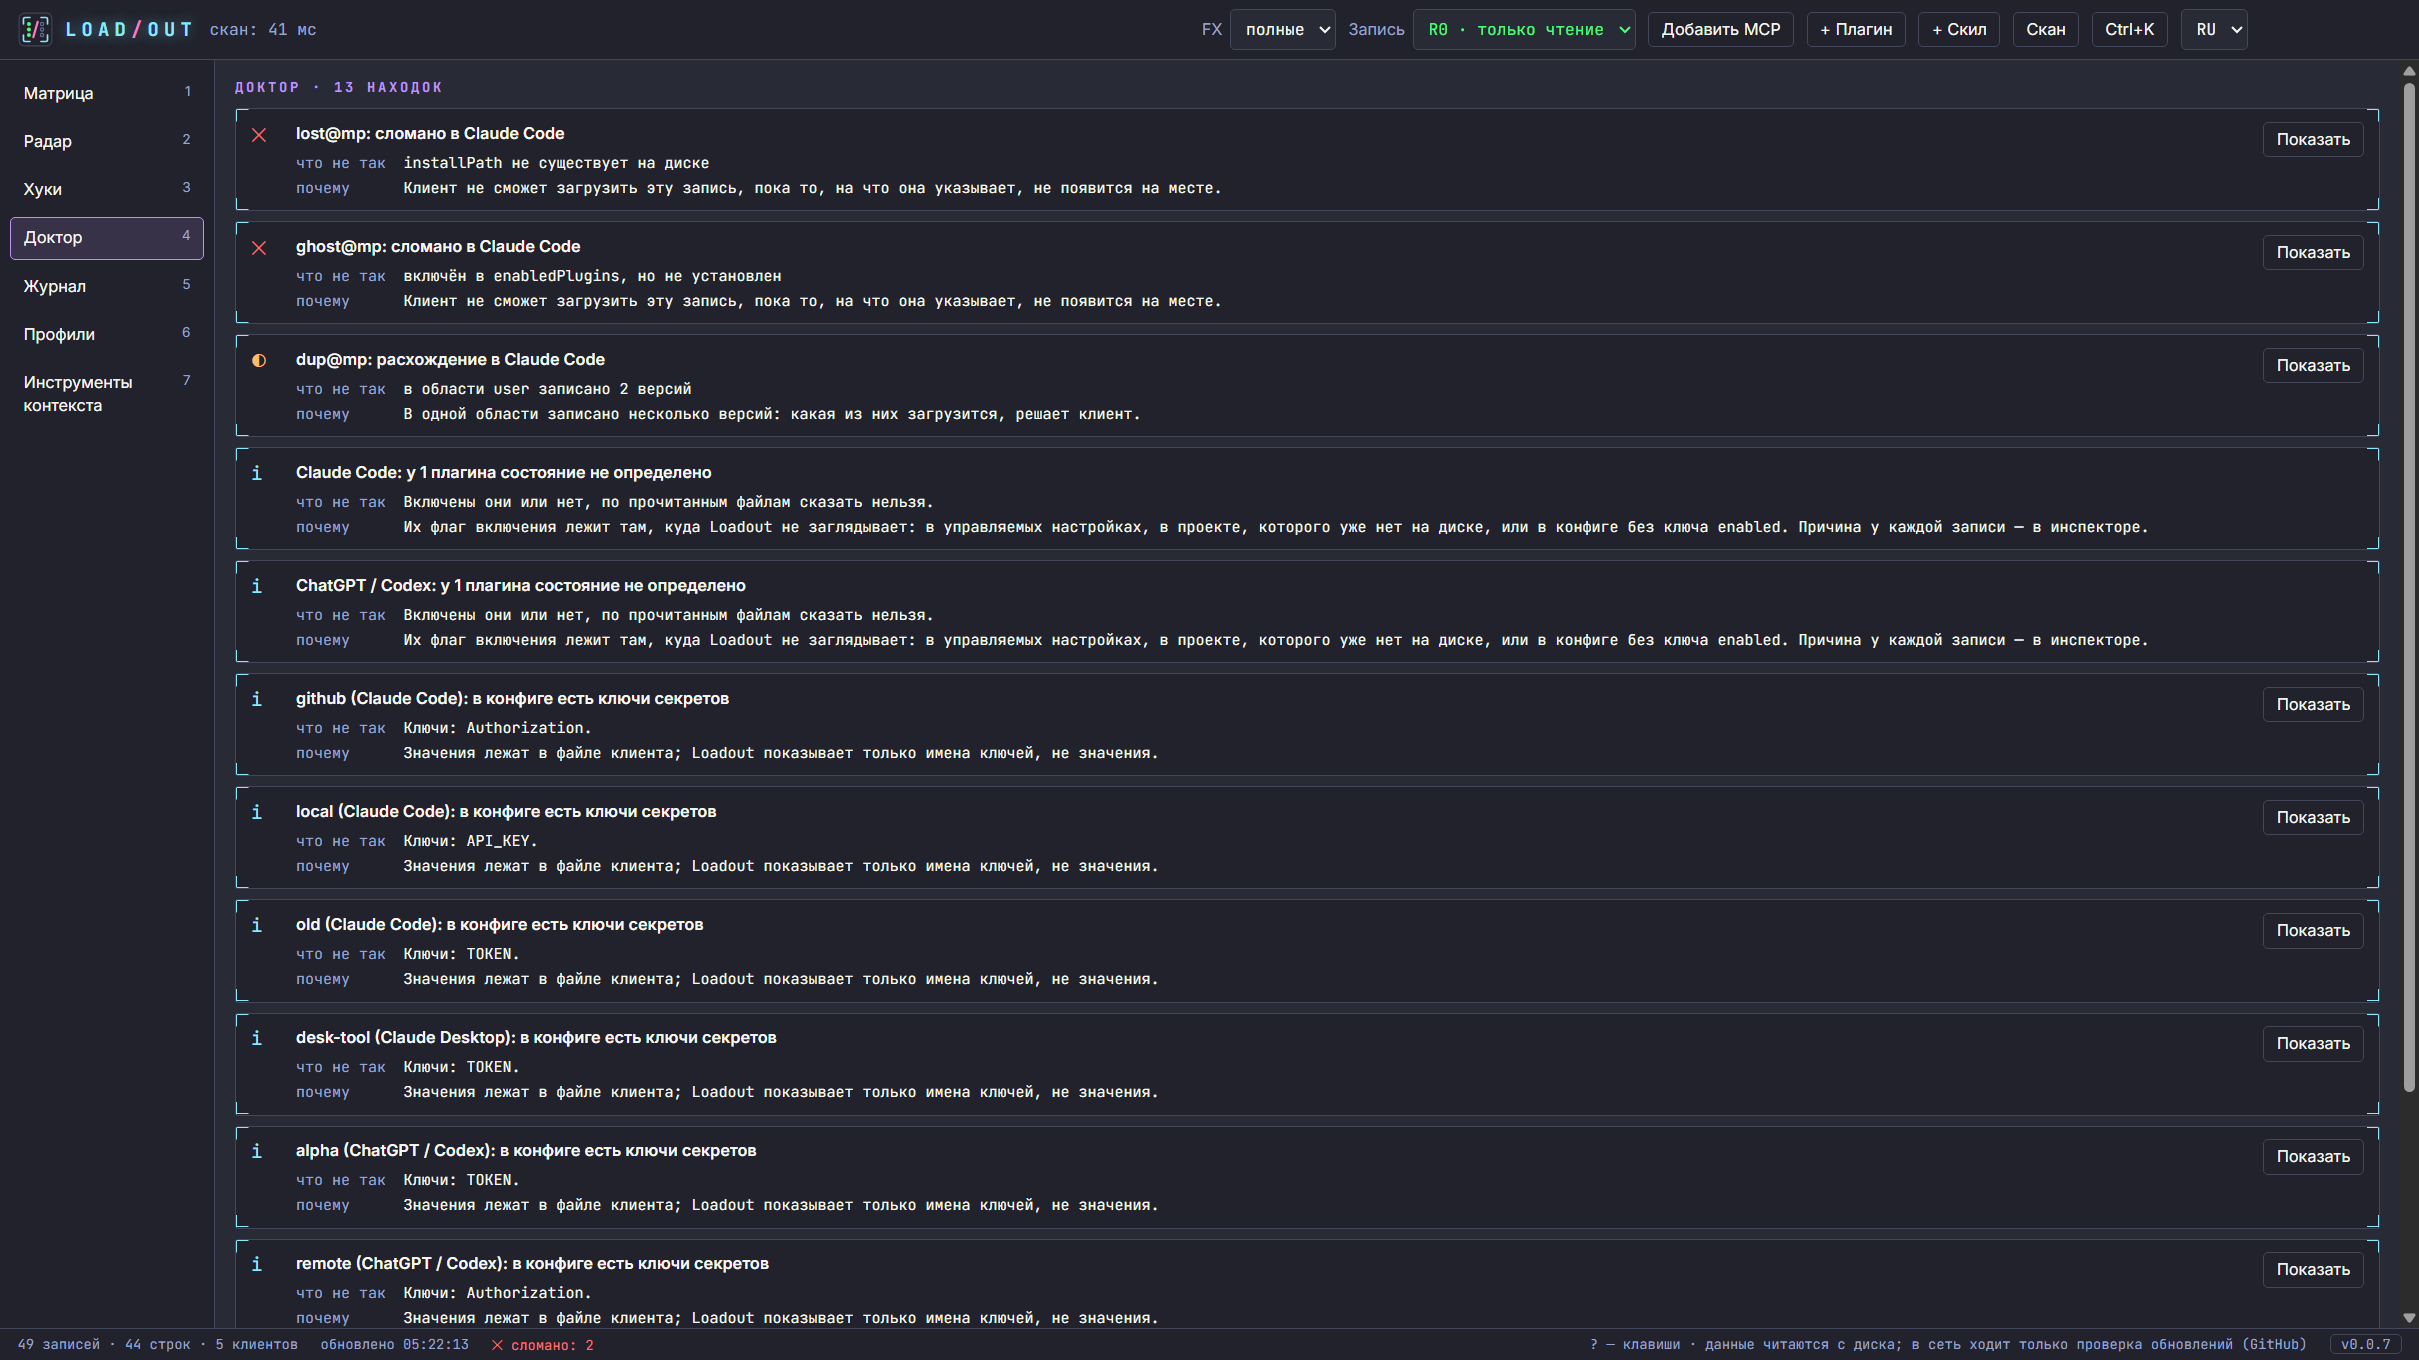 LOAD/OUT скан: 41 мс FX полные Запись R0 · только чтение Добавить MCP + Плагин + Скил Скан Ctrl+K RU
Матрица 1
Радар 2
Хуки 3
Доктор 4
Журнал 5
Профили 6
Инструменты контекста 7
ДОКТОР · 13 НАХОДОК
lost@mp: сломано в Claude Code Показать
что не так installPath не существует на диске
почему Клиент не сможет загрузить эту запись, пока то, на что она указывает, не появится на месте.
ghost@mp: сломано в Claude Code Показать
что не так включён в enabledPlugins, но не установлен
почему Клиент не сможет загрузить эту запись, пока то, на что она указывает, не появится на месте.
dup@mp: расхождение в Claude Code Показать
что не так в области user записано 2 версий
почему В одной области записано несколько версий: какая из них загрузится, решает клиент.
i Claude Code: у 1 плагина состояние не определено
что не так Включены они или нет, по прочитанным файлам сказать нельзя.
почему Их флаг включения лежит там, куда Loadout не заглядывает: в управляемых настройках, в проекте, которого уже нет на диске, или в конфиге без ключа enabled. Причина у каждой записи — в инспекторе.
i ChatGPT / Codex: у 1 плагина состояние не определено
что не так Включены они или нет, по прочитанным файлам сказать нельзя.
почему Их флаг включения лежит там, куда Loadout не заглядывает: в управляемых настройках, в проекте, которого уже нет на диске, или в конфиге без ключа enabled. Причина у каждой записи — в инспекторе.
i github (Claude Code): в конфиге есть ключи секретов Показать
что не так Ключи: Authorization.
почему Значения лежат в файле клиента; Loadout показывает только имена ключей, не значения.
i local (Claude Code): в конфиге есть ключи секретов Показать
что не так Ключи: API_KEY.
почему Значения лежат в файле клиента; Loadout показывает только имена ключей, не значения.
i old (Claude Code): в конфиге есть ключи секретов Показать
что не так Ключи: TOKEN.
почему Значения лежат в файле клиента; Loadout показывает только имена ключей, не значения.
i desk-tool (Claude Desktop): в конфиге есть ключи секретов Показать
что не так Ключи: TOKEN.
почему Значения лежат в файле клиента; Loadout показывает только имена ключей, не значения.
i alpha (ChatGPT / Codex): в конфиге есть ключи секретов Показать
что не так Ключи: TOKEN.
почему Значения лежат в файле клиента; Loadout показывает только имена ключей, не значения.
i remote (ChatGPT / Codex): в конфиге есть ключи секретов Показать
что не так Ключи: Authorization.
почему Значения лежат в файле клиента; Loadout показывает только имена ключей, не значения.
49 записей · 44 строк · 5 клиентов обновлено 05:22:13 сломано: 2 ? — клавиши · данные читаются с диска; в сеть ходит только проверка обновлений (GitHub) v0.0.7